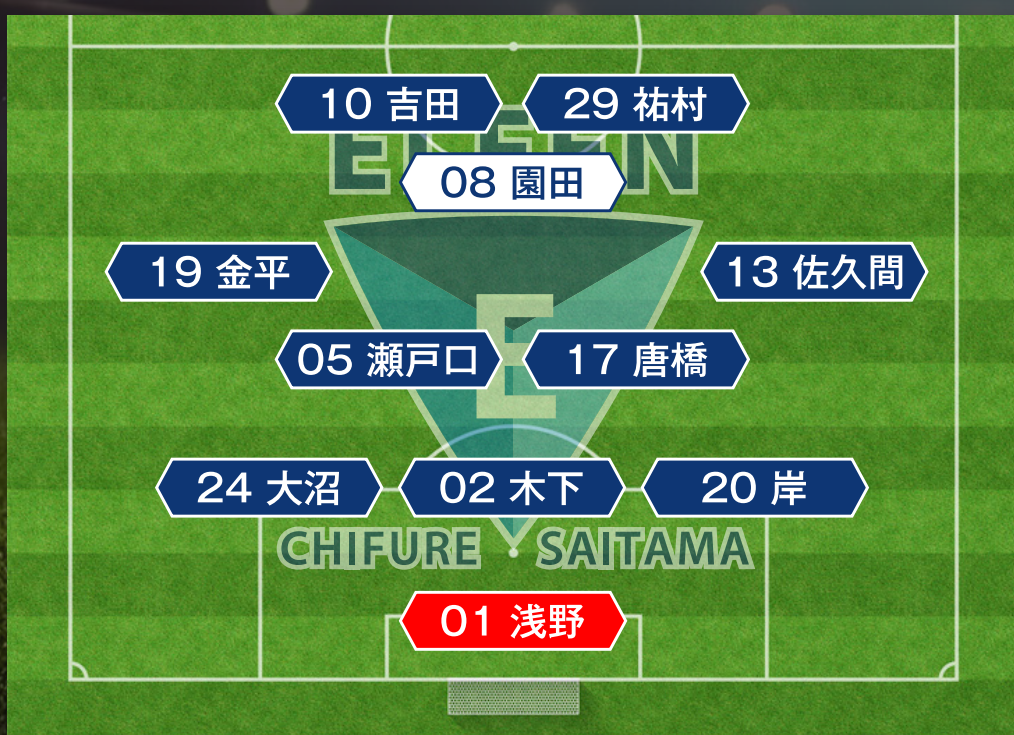 10 吉田
29 祐村
ELFEN
08 園田
19 金平
13 佐久間
E
05 瀬戸口
17 唐橋
24 大沼
02 木下
20 岸
CHIFURE SAITAMA
01 浅野